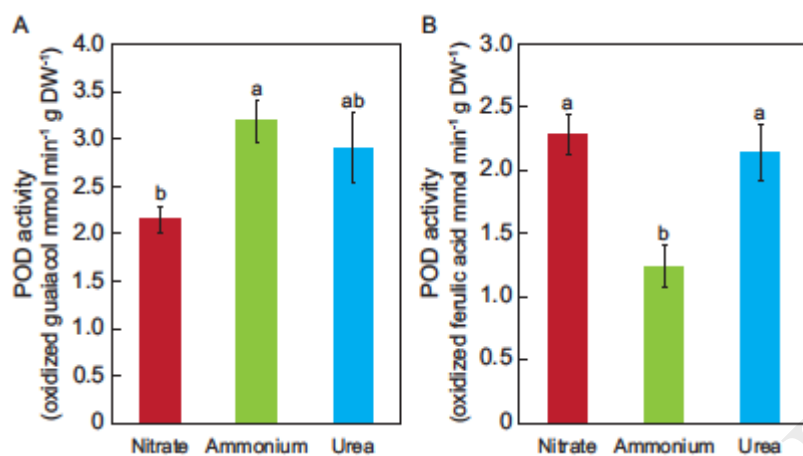 A
POD activity
(oxidized guaiacol mmol min⁻¹ g DW⁻¹)
4.0
3.5
3.0
2.5
2.0
1.5
1.0
0.5
0
b
a
ab
Nitrate Ammonium Urea
B
POD activity
(oxidized ferulic acid mmol min⁻¹ g DW⁻¹)
3.0
2.5
2.0
1.5
1.0
0.5
0
a
b
a
Nitrate Ammonium Urea